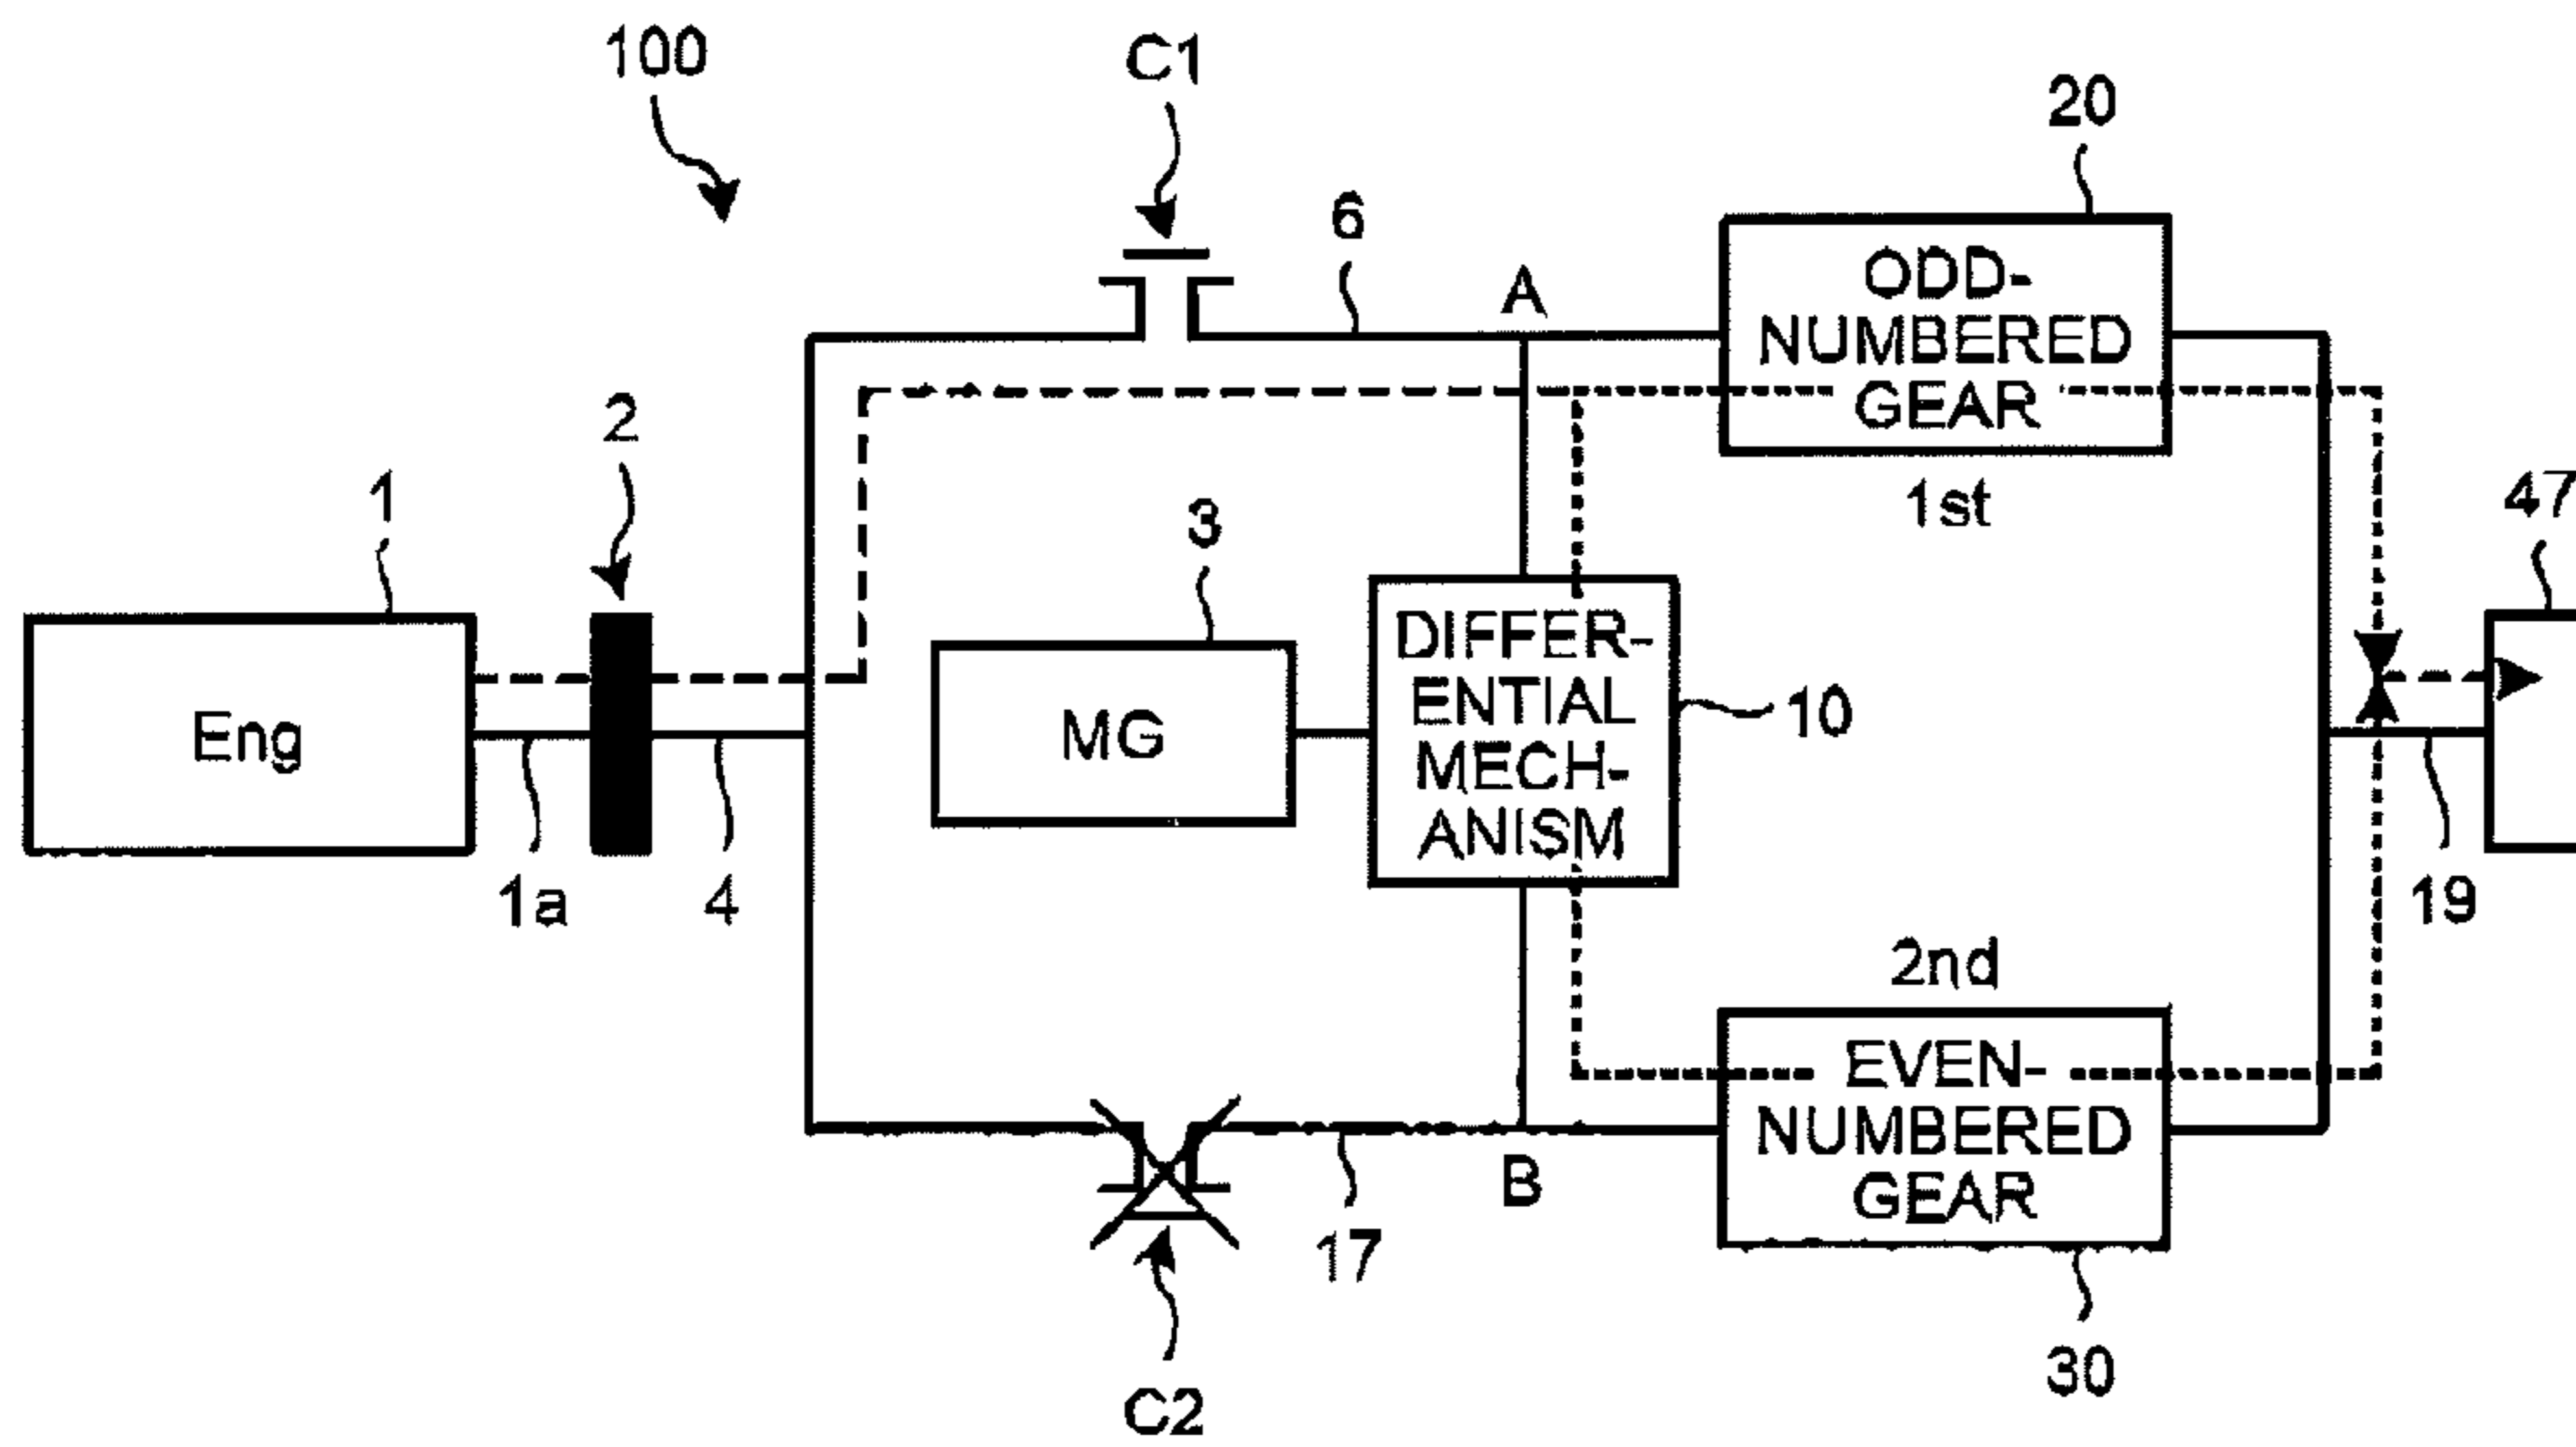 100
C1
20
6
A
ODD-
NUMBERED
GEAR
2
1st
1
3
47
Eng
MG
DIFFER-
ENTIAL
MECH-
ANISM
10
1a
4
19
2nd
EVEN-
NUMBERED
GEAR
B
17
30
C2